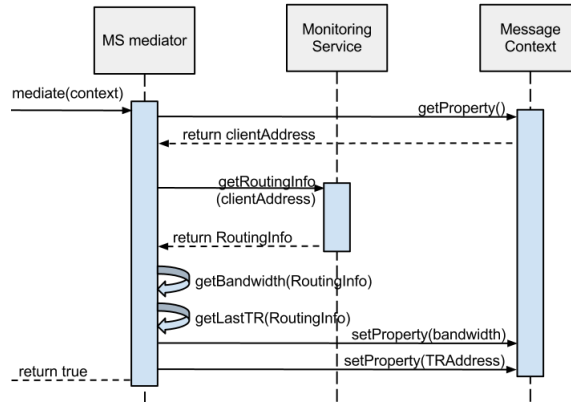 MS mediator
Monitoring
Service
Message
Context
mediate(context)
getProperty()
return clientAddress
getRoutingInfo
(clientAddress)
return RoutingInfo
getBandwidth(RoutingInfo)
getLastTR(RoutingInfo)
setProperty(bandwidth)
setProperty(TRAddress)
return true